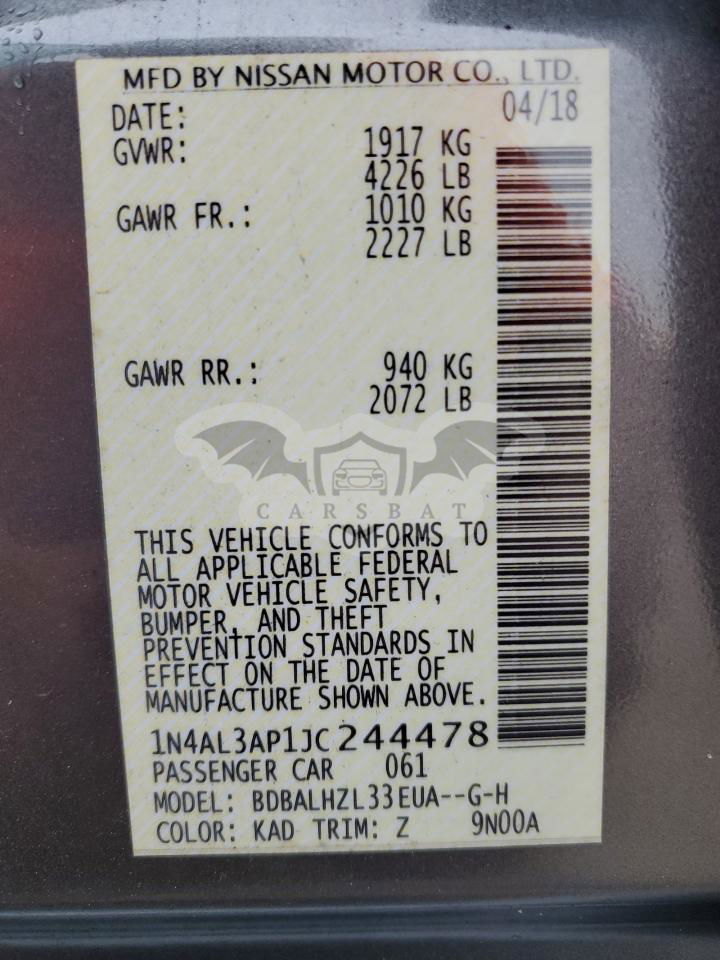 MFD BY NISSAN MOTOR CO., LTD.
DATE: 04/18
GVWR: 1917 KG
4226 LB
GAWR FR.: 1010 KG
2227 LB
GAWR RR.: 940 KG
2072 LB
CARSBAT
THIS VEHICLE CONFORMS TO
ALL APPLICABLE FEDERAL
MOTOR VEHICLE SAFETY,
BUMPER, AND THEFT
PREVENTION STANDARDS IN
EFFECT ON THE DATE OF
MANUFACTURE SHOWN ABOVE.
1N4AL3AP1JC244478
PASSENGER CAR 061
MODEL: BDBALHZL33EUA--G-H
COLOR: KAD TRIM: Z 9N00A